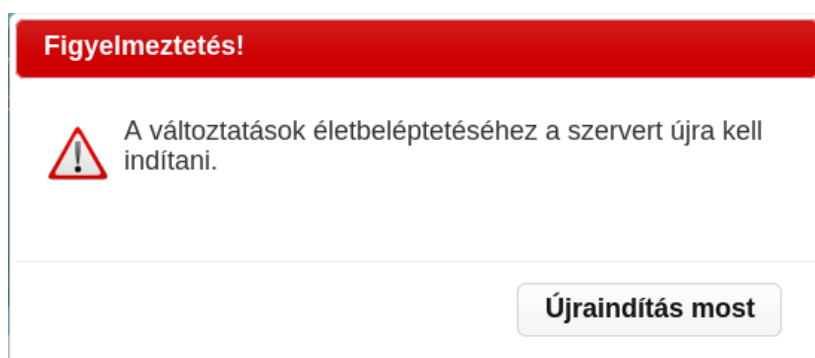 Figyelmeztetés!
A változtatások életbeléptetéséhez a szervert újra kell
indítani.
Újraindítás most